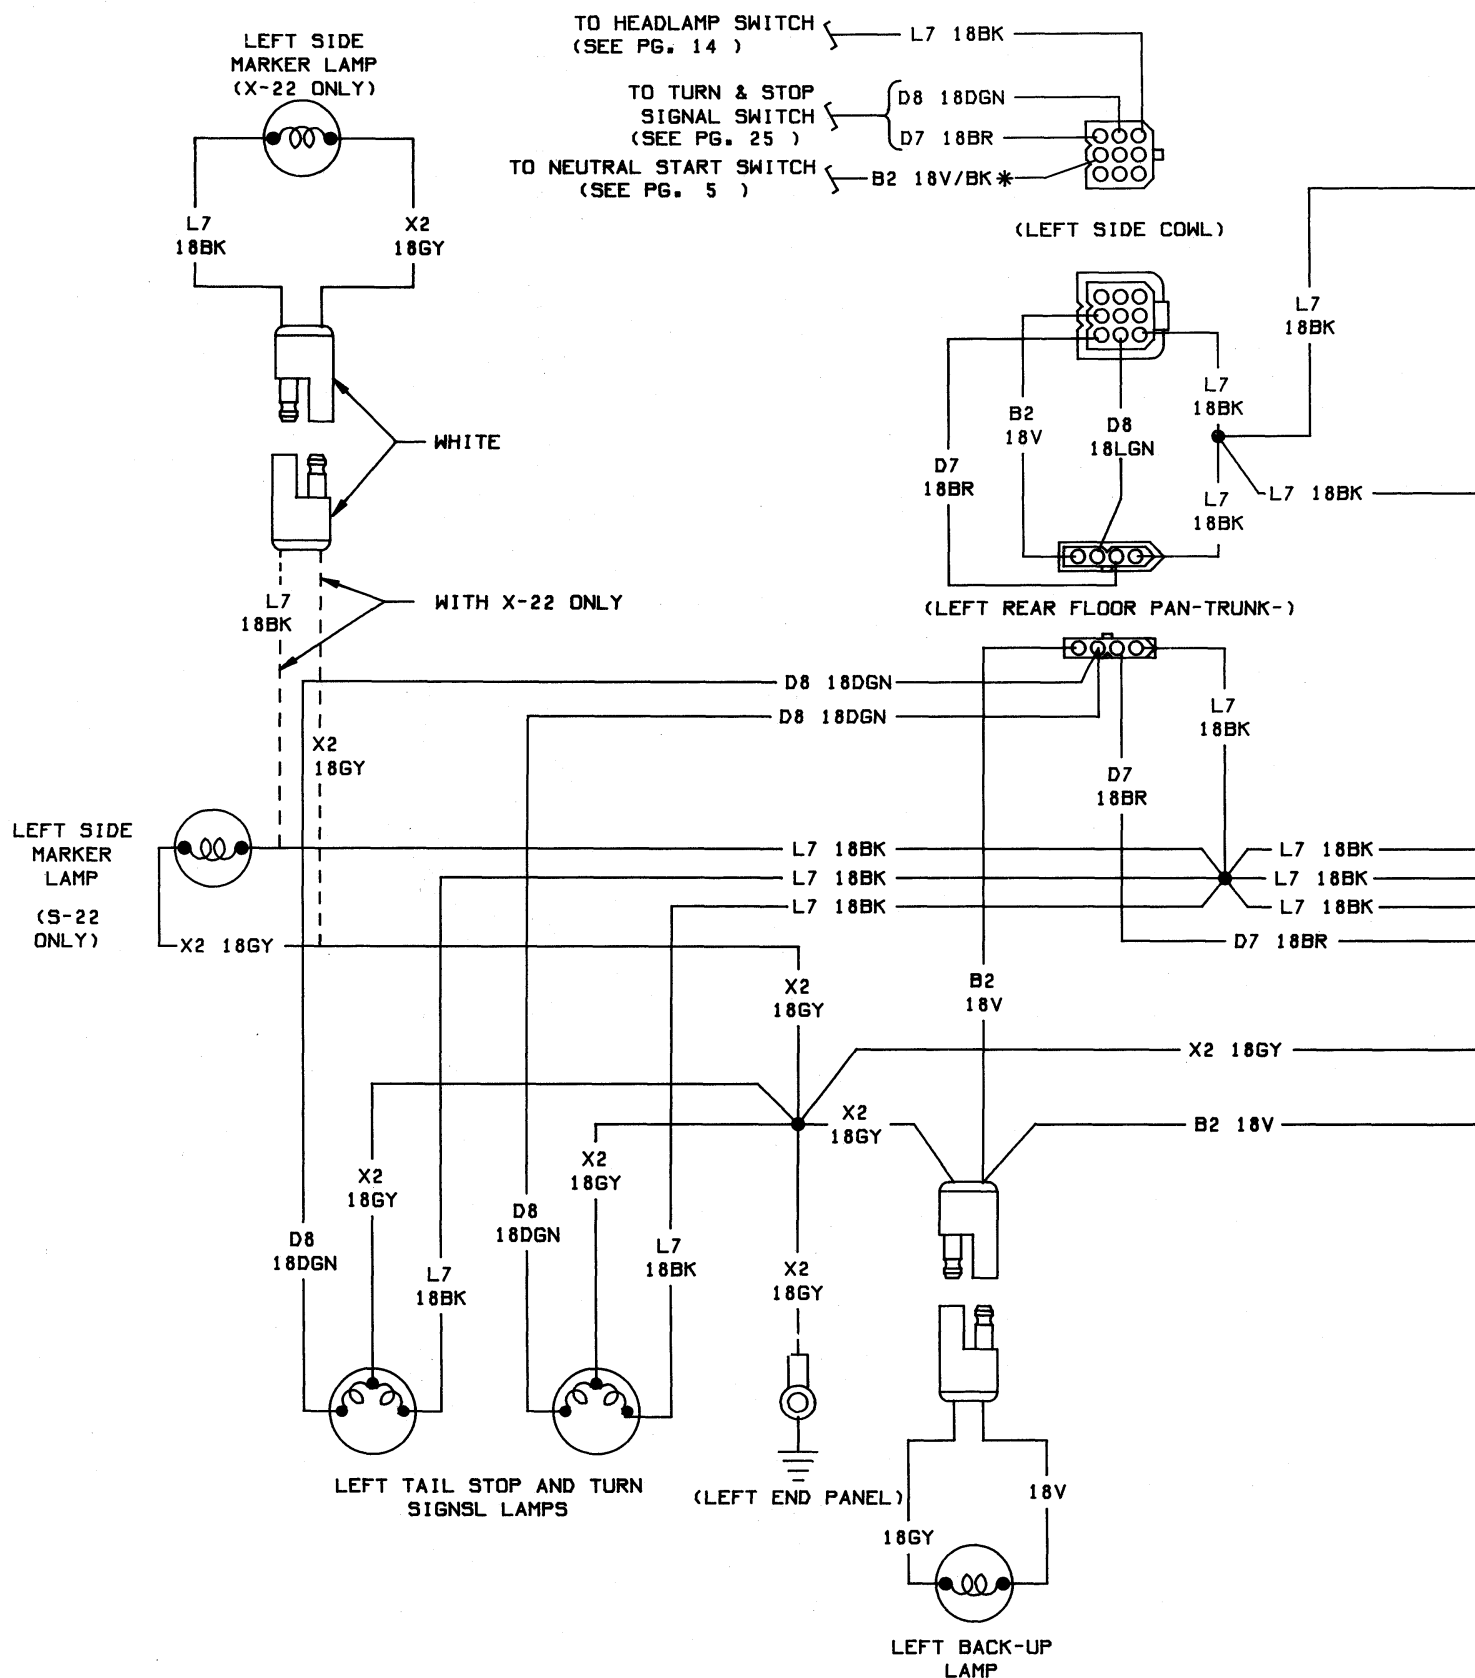 TO HEADLAMP SWITCH
(SEE PG. 14 )
L7 18BK
LEFT SIDE
MARKER LAMP
(X-22 ONLY)
TO TURN & STOP
SIGNAL SWITCH
(SEE PG. 25 )
D8 18DGN
D7 18BR
TO NEUTRAL START SWITCH
(SEE PG. 5 )
B2 18V/BK*
(LEFT SIDE COWL)
L7
18BK
X2
18GY
L7
18BK
L7
18BK
B2
18V
D8
18LGN
WHITE
D7
18BR
L7 18BK
L7
18BK
L7
18BK
WITH X-22 ONLY
(LEFT REAR FLOOR PAN-TRUNK-)
D8 18DGN
D8 18DGN
L7
18BK
X2
18GY
D7
18BR
LEFT SIDE
MARKER
LAMP
(S-22
ONLY)
L7 18BK
L7 18BK
L7 18BK
L7 18BK
L7 18BK
L7 18BK
X2 18GY
D7 18BR
X2
18GY
B2
18V
X2 18GY
X2
18GY
B2 18V
X2
18GY
X2
18GY
D8
18DGN
D8
18DGN
L7
18BK
L7
18BK
X2
18GY
LEFT TAIL STOP AND TURN
SIGNSL LAMPS
(LEFT END PANEL)
18V
18GY
LEFT BACK-UP
LAMP